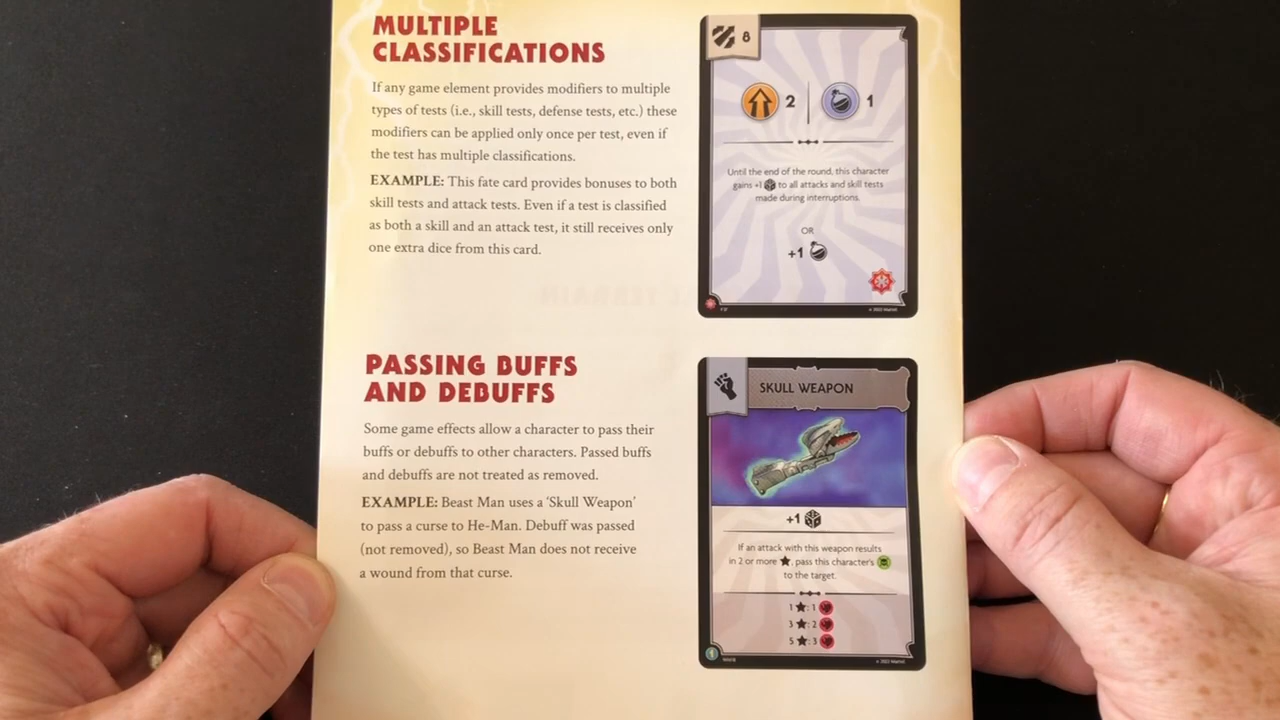 MULTIPLE
CLASSIFICATIONS
If any game element provides modifiers to multiple
types of tests (i.e., skill tests, defense tests, etc.) these
modifiers can be applied only once per test, even if
the test has multiple classifications.
EXAMPLE: This fate card provides bonuses to both
skill tests and attack tests. Even if a test is classified
as both a skill and an attack test, it still receives only
one extra dice from this card.
8
2 1
Until the end of the round, this character
gains +1 to all attacks and skill tests
made during interruptions.
OR
+1
PASSING BUFFS
AND DEBUFFS
Some game effects allow a character to pass their
buffs or debuffs to other characters. Passed buffs
and debuffs are not treated as removed.
EXAMPLE: Beast Man uses a ‘Skull Weapon’
to pass a curse to He-Man. Debuff was passed
(not removed), so Beast Man does not receive
a wound from that curse.
SKULL WEAPON
+1
If an attack with this weapon results
in 2 or more ★, pass this character's
to the target.
1 ★: 1
3 ★: 2
5 ★: 3
1